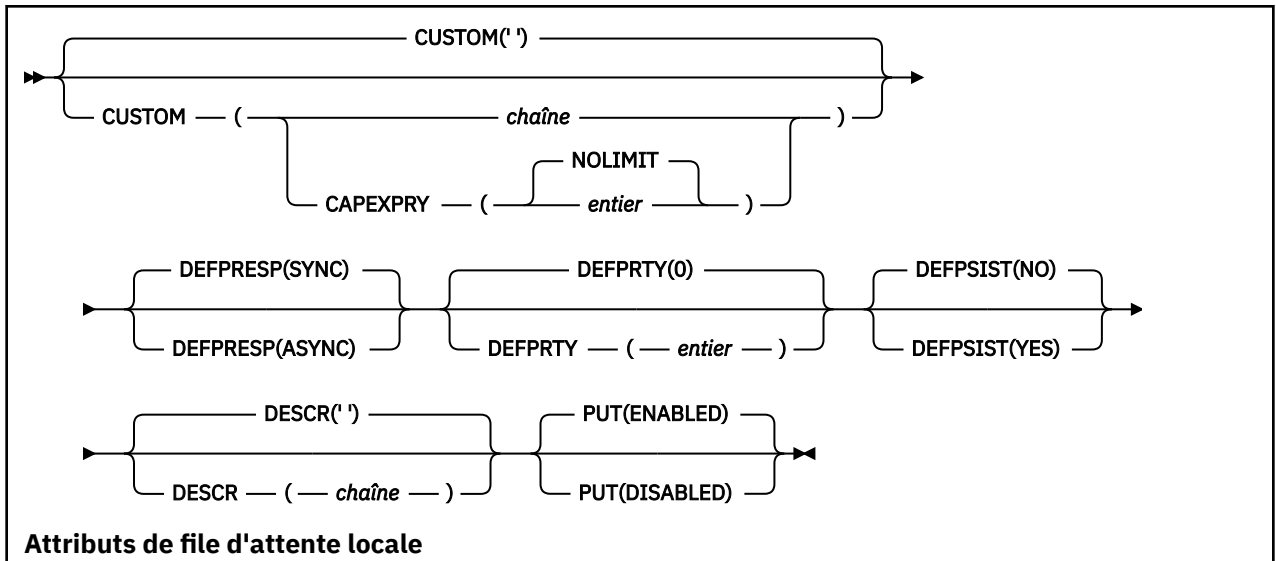 CUSTOM(' ')
CUSTOM ( chaîne )
NOLIMIT
CAPEXPRY ( entier )
DEFPRESP(SYNC) DEFPRTY(0) DEFPSIST(NO)
DEFPRESP(ASYNC) DEFPRTY ( entier ) DEFPSIST(YES)
DESCR(' ') PUT(ENABLED)
DESCR ( chaîne ) PUT(DISABLED)
Attributs de file d'attente locale